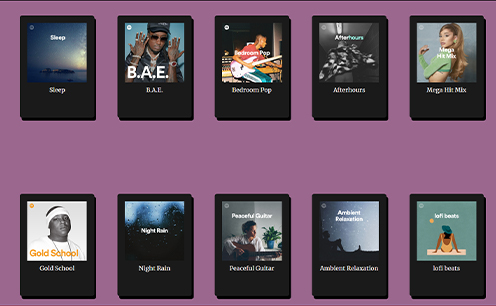 Sleep
Sleep
B.A.E.
B.A.E.
Bedroom Pop
Bedroom Pop
Afterhours
Afterhours
Mega
Hit Mix
Mega Hit Mix
Gold School
Gold School
Night Rain
Night Rain
Peaceful Guitar
Peaceful Guitar
Ambient
Relaxation
Ambient Relaxation
lofi beats
lofi beats